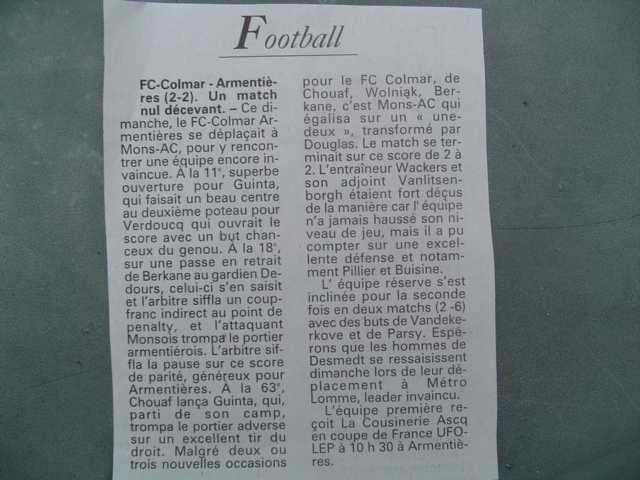 Football
FC-Colmar - Armentiè-
res (2-2). Un match
nul décevant. – Ce di-
manche, le FC-Colmar Ar-
mentières se déplaçait à
Mons-AC, pour y rencon-
trer une équipe encore in-
vaincue. À la 11e, superbe
ouverture pour Guinta,
qui faisait un beau centre
au deuxième poteau pour
Verdoucq qui ouvrait le
score avec un but chan-
ceux du genou. À la 18e,
sur une passe en retrait
de Berkane au gardien De-
dours, celui-ci s'en saisit
et l'arbitre siffla un coup-
franc indirect au point de
penalty, et l'attaquant
Monsois trompa le portier
armentiérois. L'arbitre sif-
fla la pause sur ce score
de parité, généreux pour
Armentières. À la 63e,
Chouaf lança Guinta, qui,
parti de son camp,
trompa le portier adverse
sur un excellent tir du
droit. Malgré deux ou
trois nouvelles occasions
pour le FC Colmar, de
Chouaf, Wolniak, Ber-
kane, c'est Mons-AC qui
égalisa sur un « une-
deux », transformé par
Douglas. Le match se ter-
minait sur ce score de 2 à
2. L'entraîneur Wackers et
son adjoint Vanlitsen-
borgh étaient fort déçus
de la manière car l' équipe
n'a jamais haussé son ni-
veau de jeu, mais il a pu
compter sur une excel-
lente défense et notam-
ment Pillier et Buisine.
L' équipe réserve s'est
inclinée pour la seconde
fois en deux matchs (2 -6)
avec des buts de Vandeke-
rkove et de Parsy. Espé-
rons que les hommes de
Desmedt se ressaisissent
dimanche lors de leur dé-
placement à Métro
Lomme, leader invaincu.
L'équipe première re-
çoit La Cousinerie Ascq
en coupe de France UFO-
LEP à 10 h 30 à Armentiè-
res.